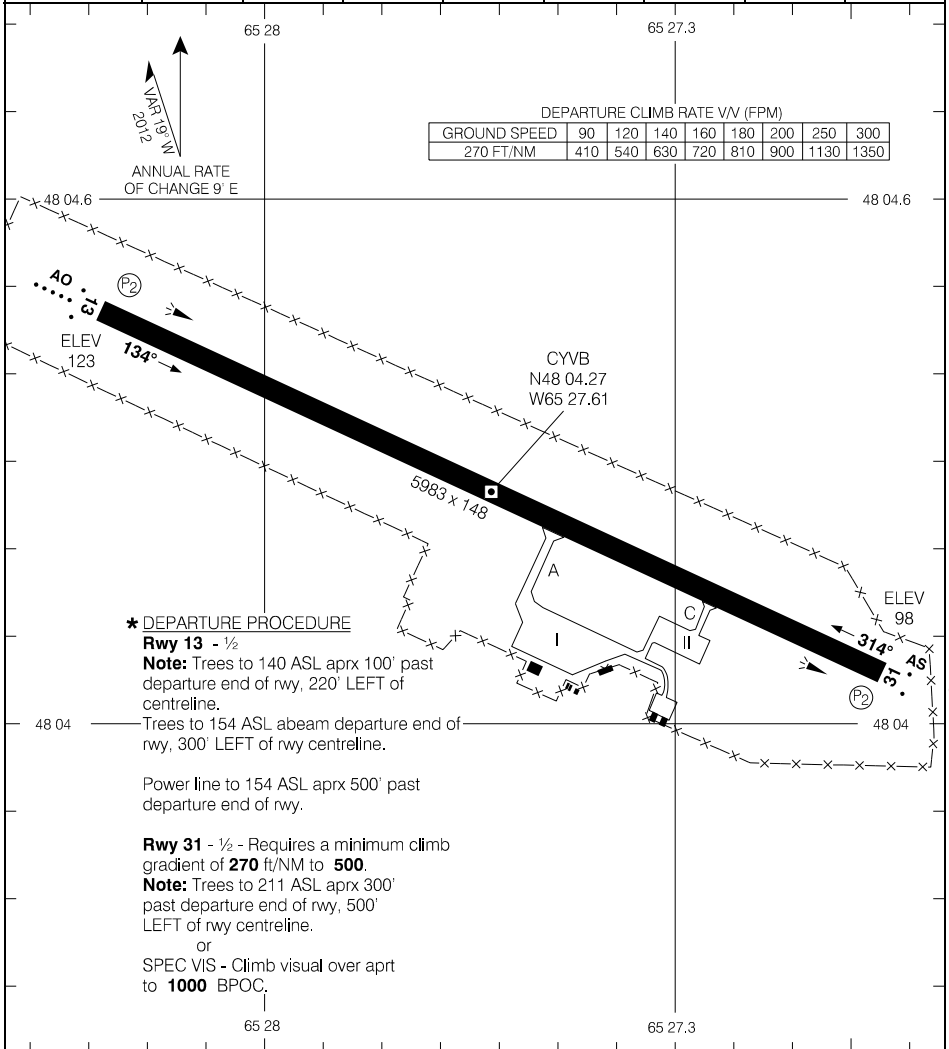 65 28
65 27.3
VAR 19° W
2012
ANNUAL RATE
OF CHANGE 9' E
DEPARTURE CLIMB RATE V/V (FPM)
GROUND SPEED 90 120 140 160 180 200 250 300
270 FT/NM 410 540 630 720 810 900 1130 1350
48 04.6
48 04.6
AO
P2
13
ELEV
123
134°
CYVB
N48 04.27
W65 27.61
5983 x 148
A
C
I
II
ELEV
98
314°
AS
31
P2
* DEPARTURE PROCEDURE
Rwy 13 - ½
Note: Trees to 140 ASL aprx 100' past
departure end of rwy, 220' LEFT of
centreline.
48 04
Trees to 154 ASL abeam departure end of
48 04
rwy, 300' LEFT of rwy centreline.
Power line to 154 ASL aprx 500' past
departure end of rwy.
Rwy 31 - ½ - Requires a minimum climb
gradient of 270 ft/NM to 500.
Note: Trees to 211 ASL aprx 300'
past departure end of rwy, 500'
LEFT of rwy centreline.
or
SPEC VIS - Climb visual over aprt
to 1000 BPOC.
65 28
65 27.3